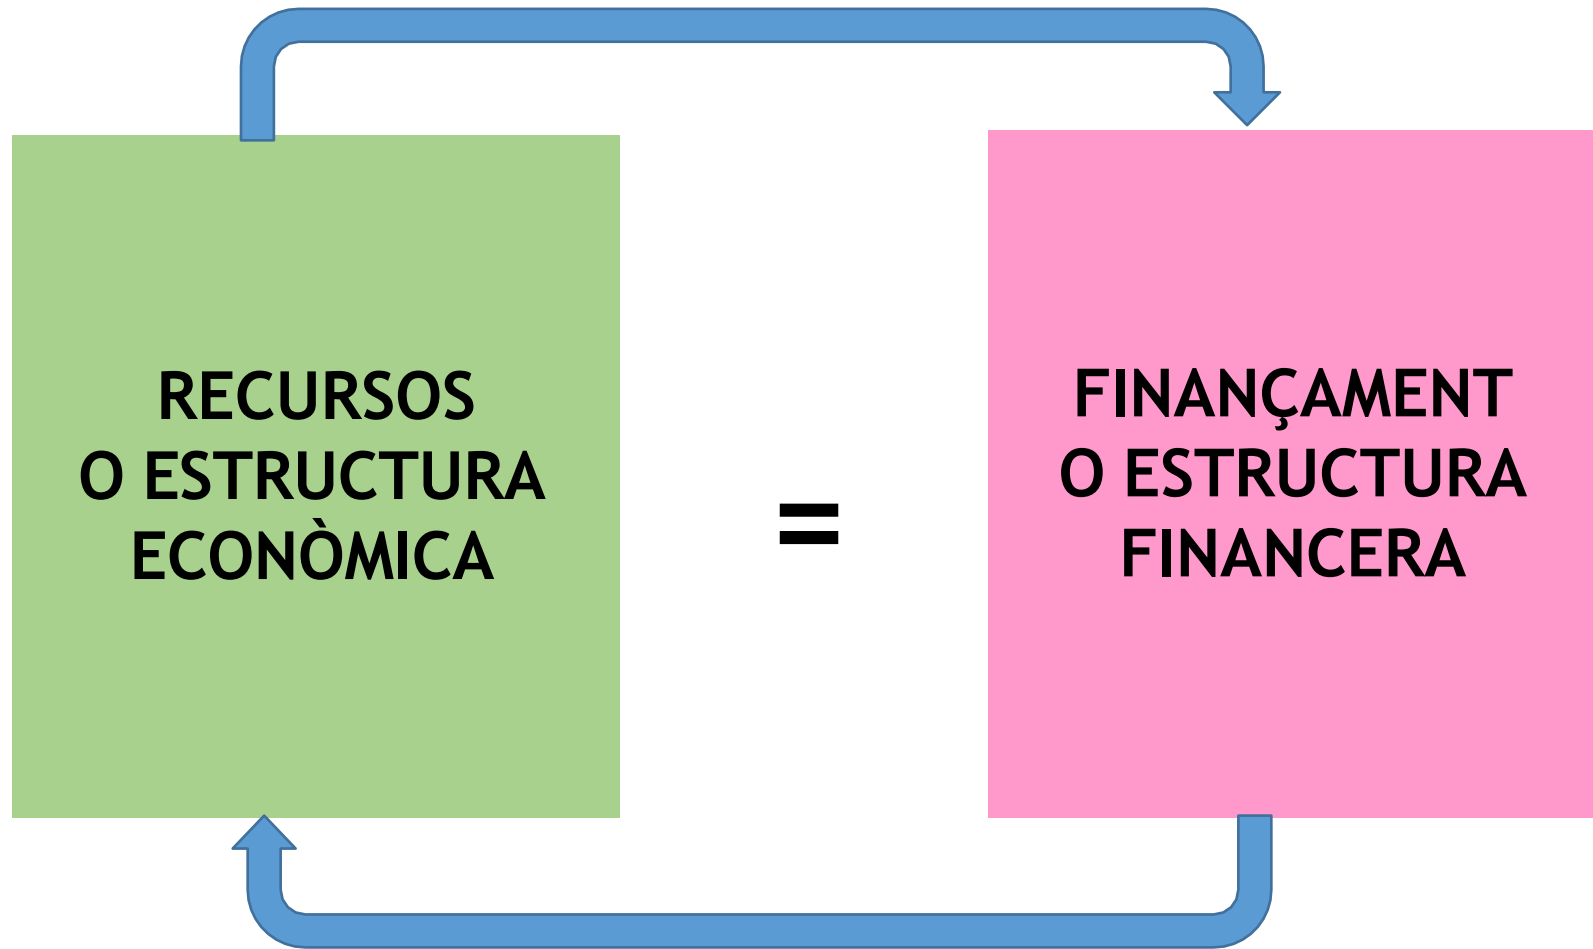 RECURSOS
O ESTRUCTURA
ECONÒMICA
=
FINANÇAMENT
O ESTRUCTURA
FINANCERA